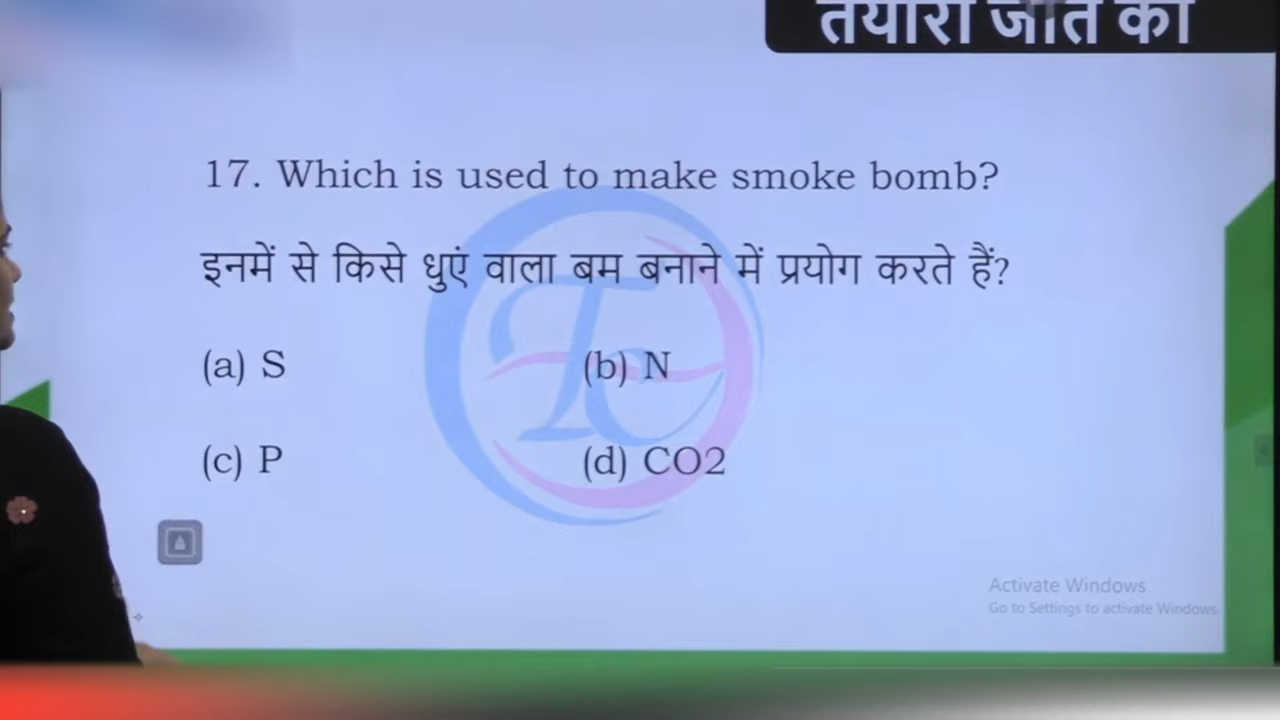 तैयारी जीत की
17. Which is used to make smoke bomb?
इनमें से किसे धुएं वाला बम बनाने में प्रयोग करते हैं?
(a) S (b) N
(c) P (d) CO2
Activate Windows
Go to Settings to activate Windows.